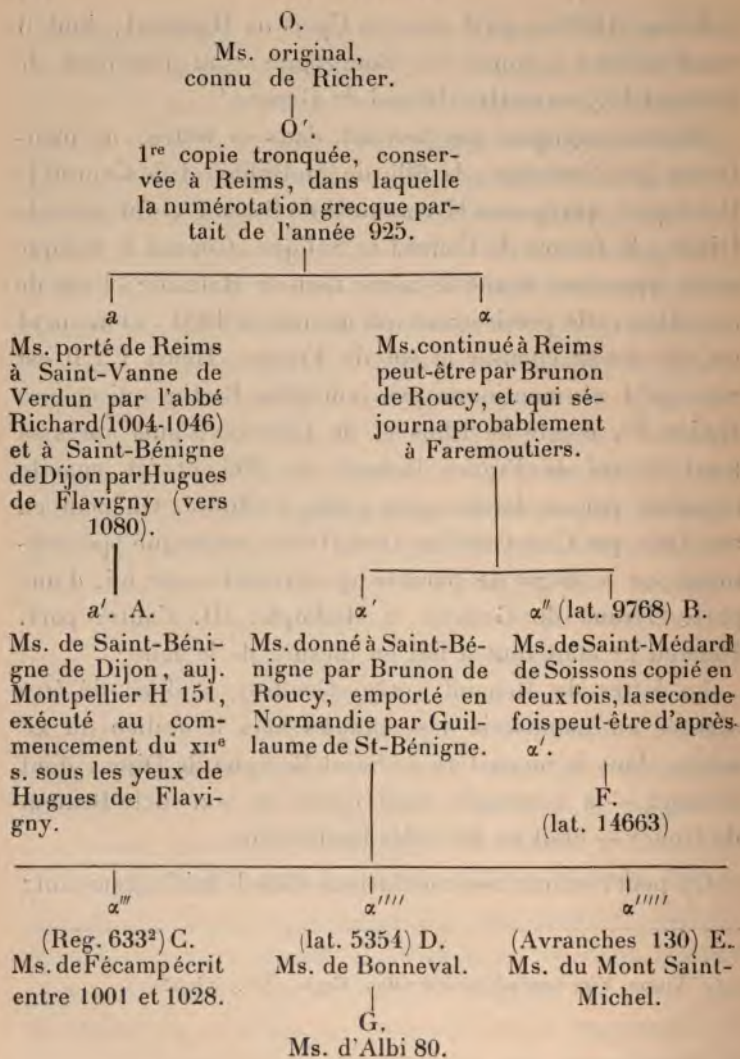 O.
Ms. original,
connu de Richer.
O′.
1re copie tronquée, conser-
vée à Reims, dans laquelle
la numérotation grecque par-
tait de l'année 925.
a
Ms. porté de Reims
à Saint-Vanne de
Verdun par l'abbé
Richard(1004-1046)
et à Saint-Bénigne
de Dijon par Hugues
de Flavigny (vers
1080).
α
Ms. continué à Reims
peut-être par Brunon
de Roucy, et qui sé-
journa probablement
à Faremoutiers.
a′. A.
Ms. de Saint-Béni-
gne de Dijon, auj.
Montpellier H 151,
exécuté au com-
mencement du XIIe
s. sous les yeux de
Hugues de Flavi-
gny.
α′
Ms. donné à Saint-Bé-
nigne par Brunon de
Roucy, emporté en
Normandie par Guil-
laume de St-Bénigne.
α″ (lat. 9768) B.
Ms. de Saint-Médard
de Soissons copié en
deux fois, la seconde
fois peut-être d'après
α′.
F.
(lat. 14663)
α‴
(Reg. 633²) C.
Ms. de Fécamp écrit
entre 1001 et 1028.
α′′′′
(lat. 5354) D.
Ms. de Bonneval.
G.
Ms. d'Albi 80.
α′′′′′
(Avranches 130) E.
Ms. du Mont Saint-
Michel.